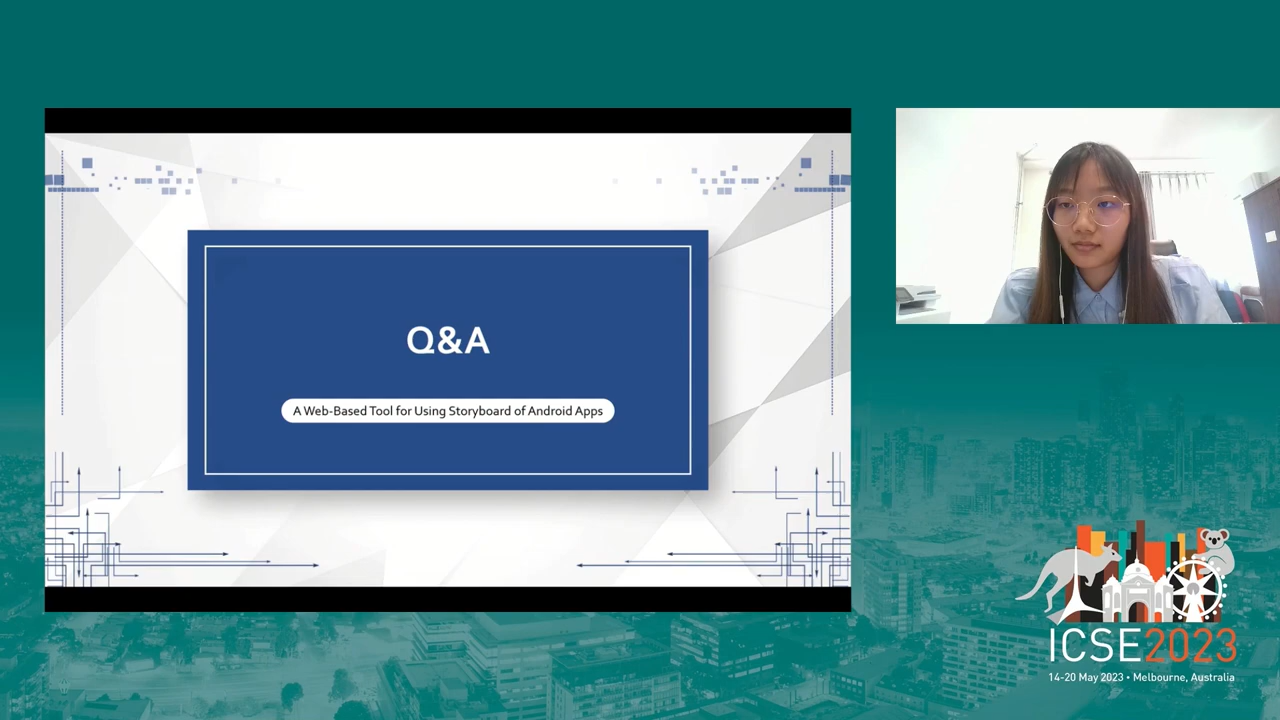 Q&A
A Web-Based Tool for Using Storyboard of Android Apps
ICSE2023
14-20 May 2023 • Melbourne, Australia